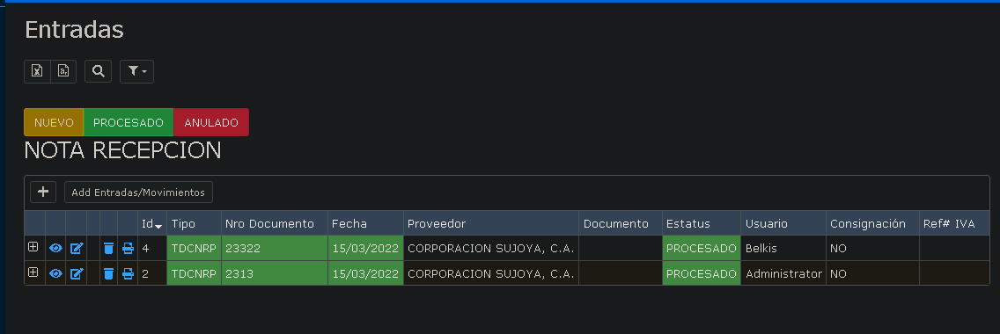 Entradas
NUEVO PROCESADO ANULADO
NOTA RECEPCION
Add Entradas/Movimientos
Id Tipo Nro Documento Fecha Proveedor Documento Estatus Usuario Consignación Ref# IVA
4 TDCNRP 23322 15/03/2022 CORPORACION SUJOYA, C.A. PROCESADO Belkis NO
2 TDCNRP 2313 15/03/2022 CORPORACION SUJOYA, C.A. PROCESADO Administrator NO